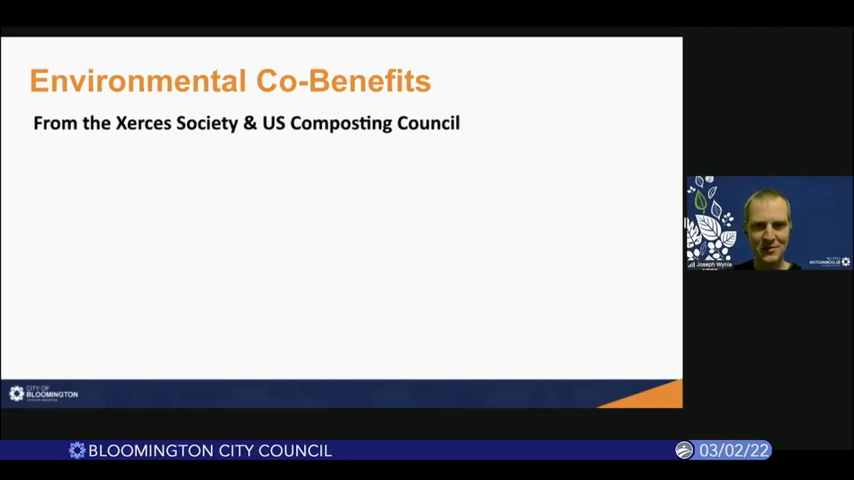 Environmental Co-Benefits
From the Xerces Society & US Composting Council
Joseph Wynia
CITY OF
BLOOMINGTON
BLOOMINGTON CITY COUNCIL
03/02/22